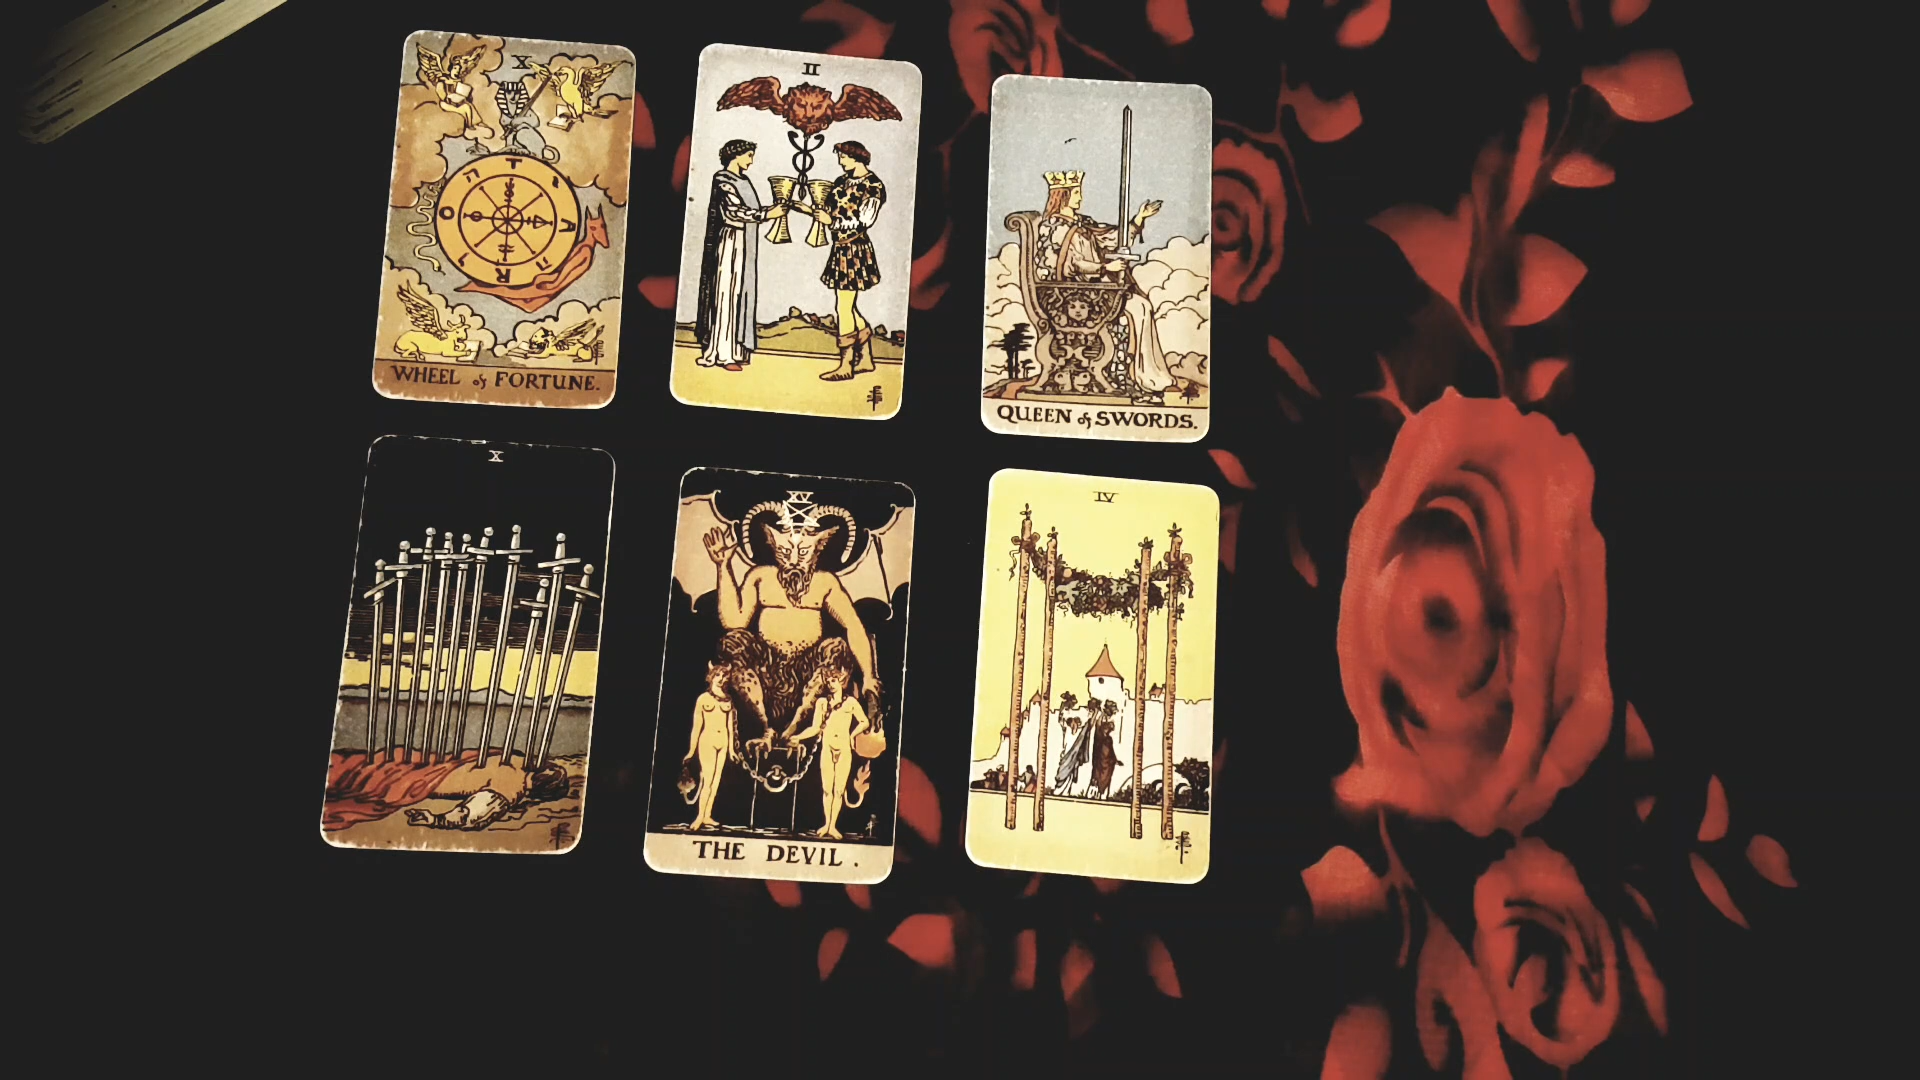 X
T
A
R
O
WHEEL of FORTUNE.
II
QUEEN of SWORDS.
X
XV
THE DEVIL.
IV